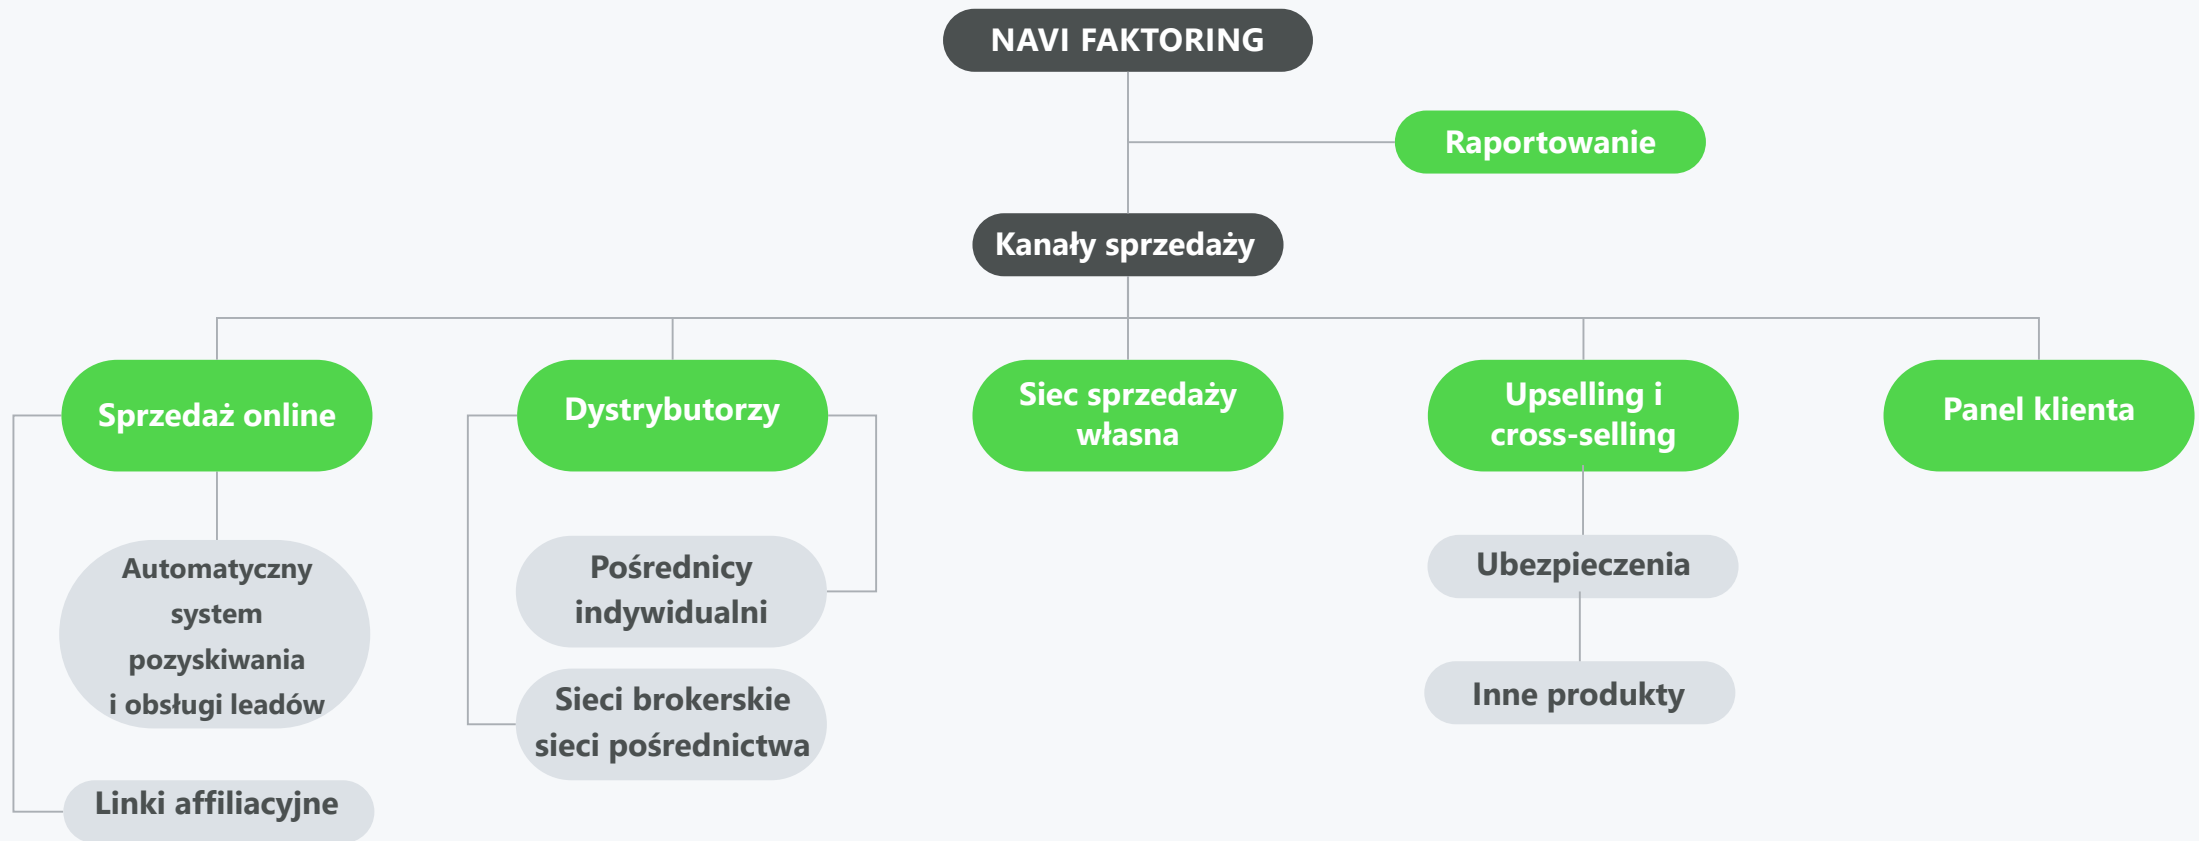 NAVI FAKTORING
Raportowanie
Kanały sprzedaży
Sprzedaż online
Dystrybutorzy
Siec sprzedaży
własna
Upselling i
cross-selling
Panel klienta
Automatyczny
system
pozyskiwania
i obsługi leadów
Linki affiliacyjne
Pośrednicy
indywidualni
Sieci brokerskie
sieci pośrednictwa
Ubezpieczenia
Inne produkty